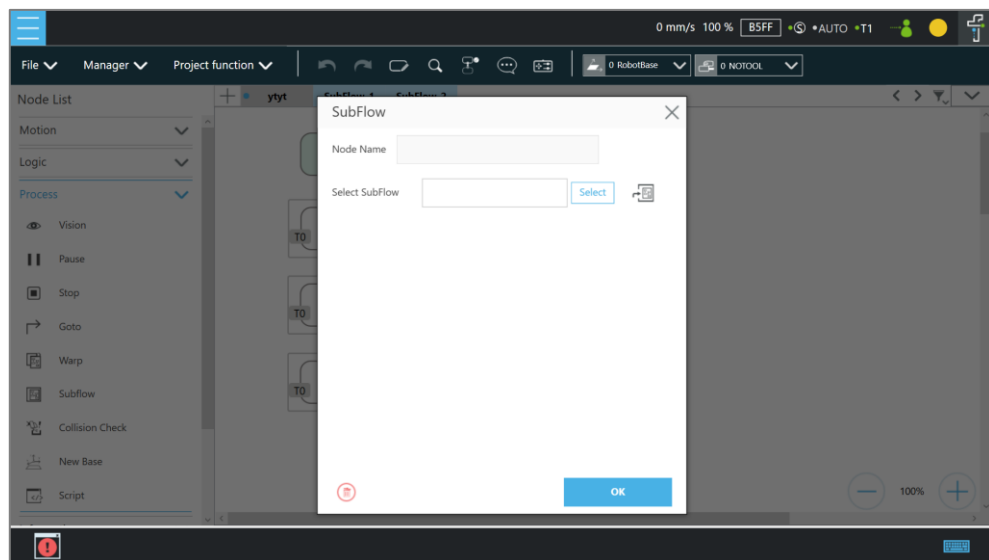 0 mm/s 100 % B5FF •Ⓢ •AUTO •T1
File Manager Project function 0 RobotBase 0 NOTOOL
Node List ytyt SubFlow_1 SubFlow_2
SubFlow
Motion
Node Name
Logic
Select SubFlow Select
Process
Vision
T0
Pause
Stop
T0
Goto
Warp
T0
Subflow
Collision Check
New Base
Script 100%
OK